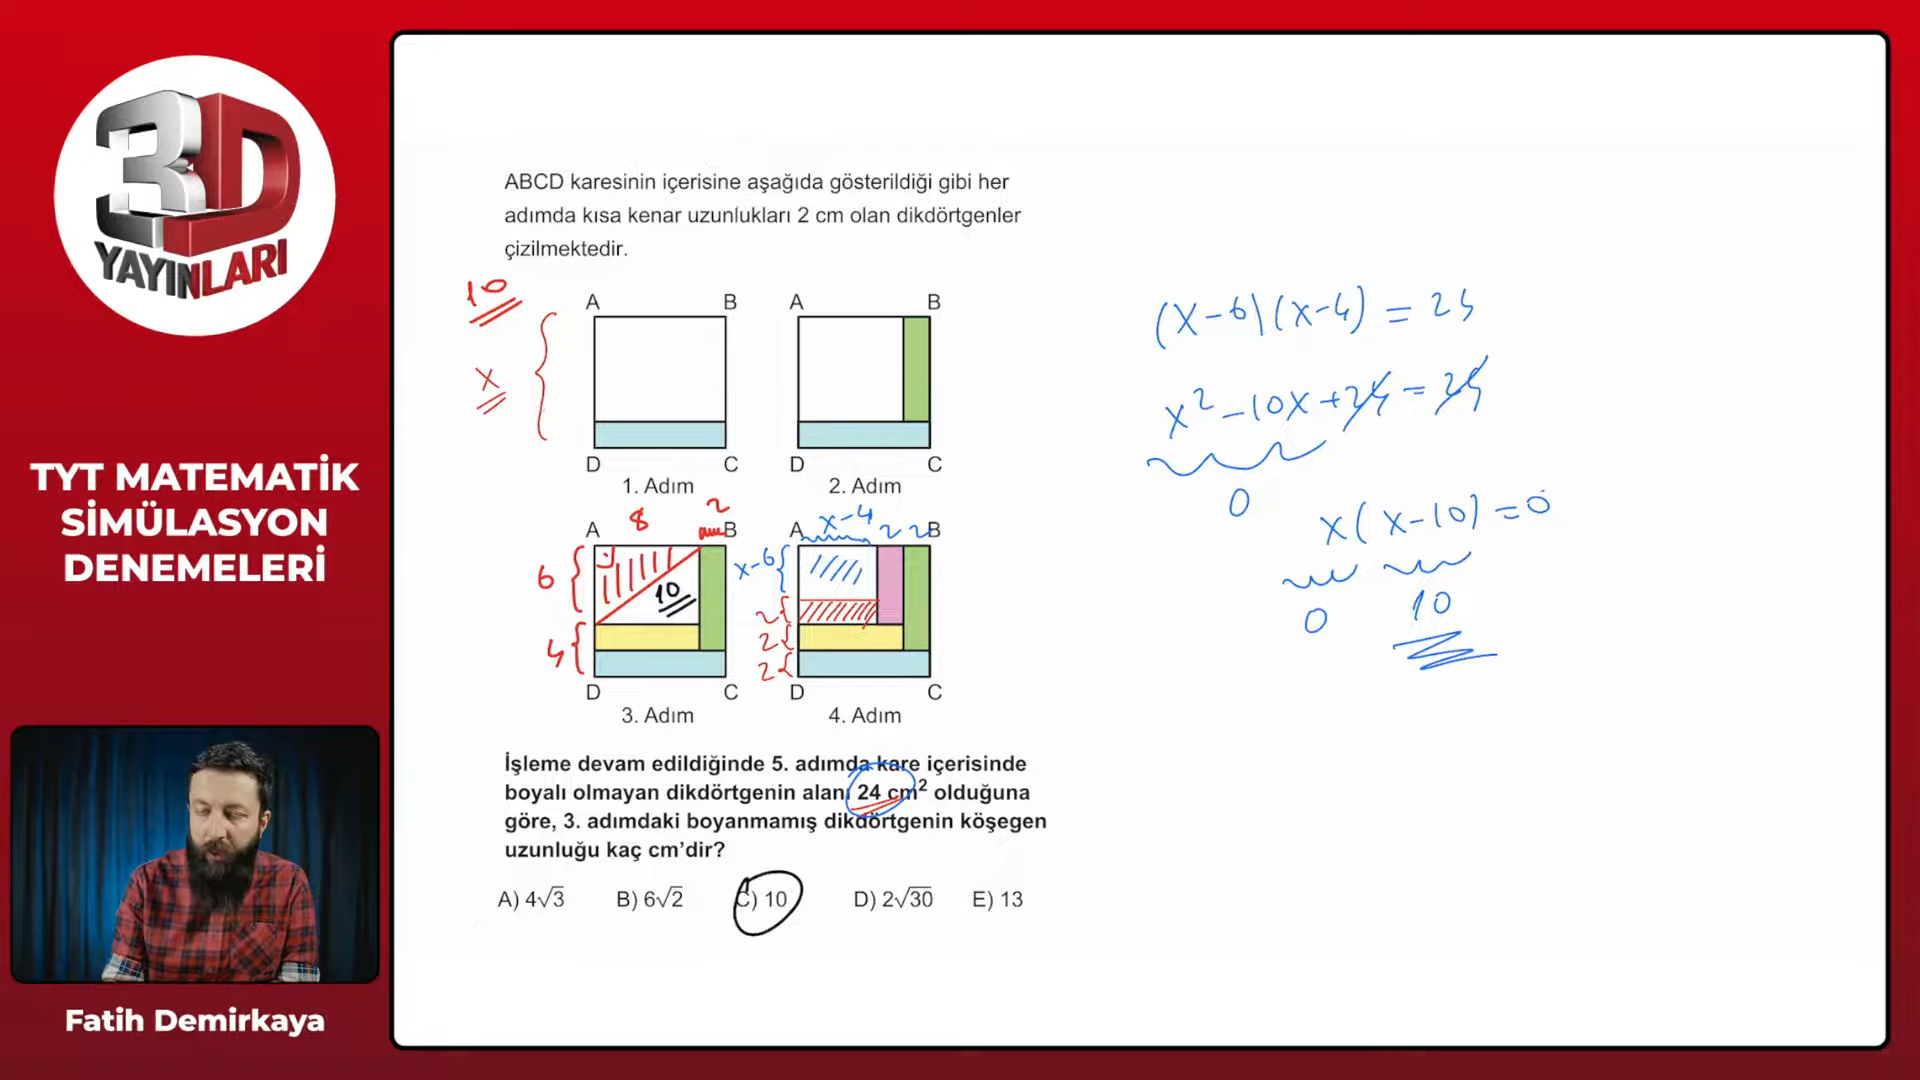 3D
YAYINLARI
TYT MATEMATİK
SİMÜLASYON
DENEMELERİ
Fatih Demirkaya
ABCD karesinin içerisine aşağıda gösterildiği gibi her
adımda kısa kenar uzunlukları 2 cm olan dikdörtgenler
çizilmektedir.
10
x
A B
D C
1. Adım
A B
D C
2. Adım
8 2
A B
6
10
4
D C
3. Adım
x-4 2 2
A B
x-6
2
2
2
D C
4. Adım
İşleme devam edildiğinde 5. adımda kare içerisinde
boyalı olmayan dikdörtgenin alanı 24 cm² olduğuna
göre, 3. adımdaki boyanmamış dikdörtgenin köşegen
uzunluğu kaç cm'dir?
A) 4√3 B) 6√2 C) 10 D) 2√30 E) 13
(x-6)(x-4) = 24
x² -10x+24 = 24
0
x(x-10)=0
0 10